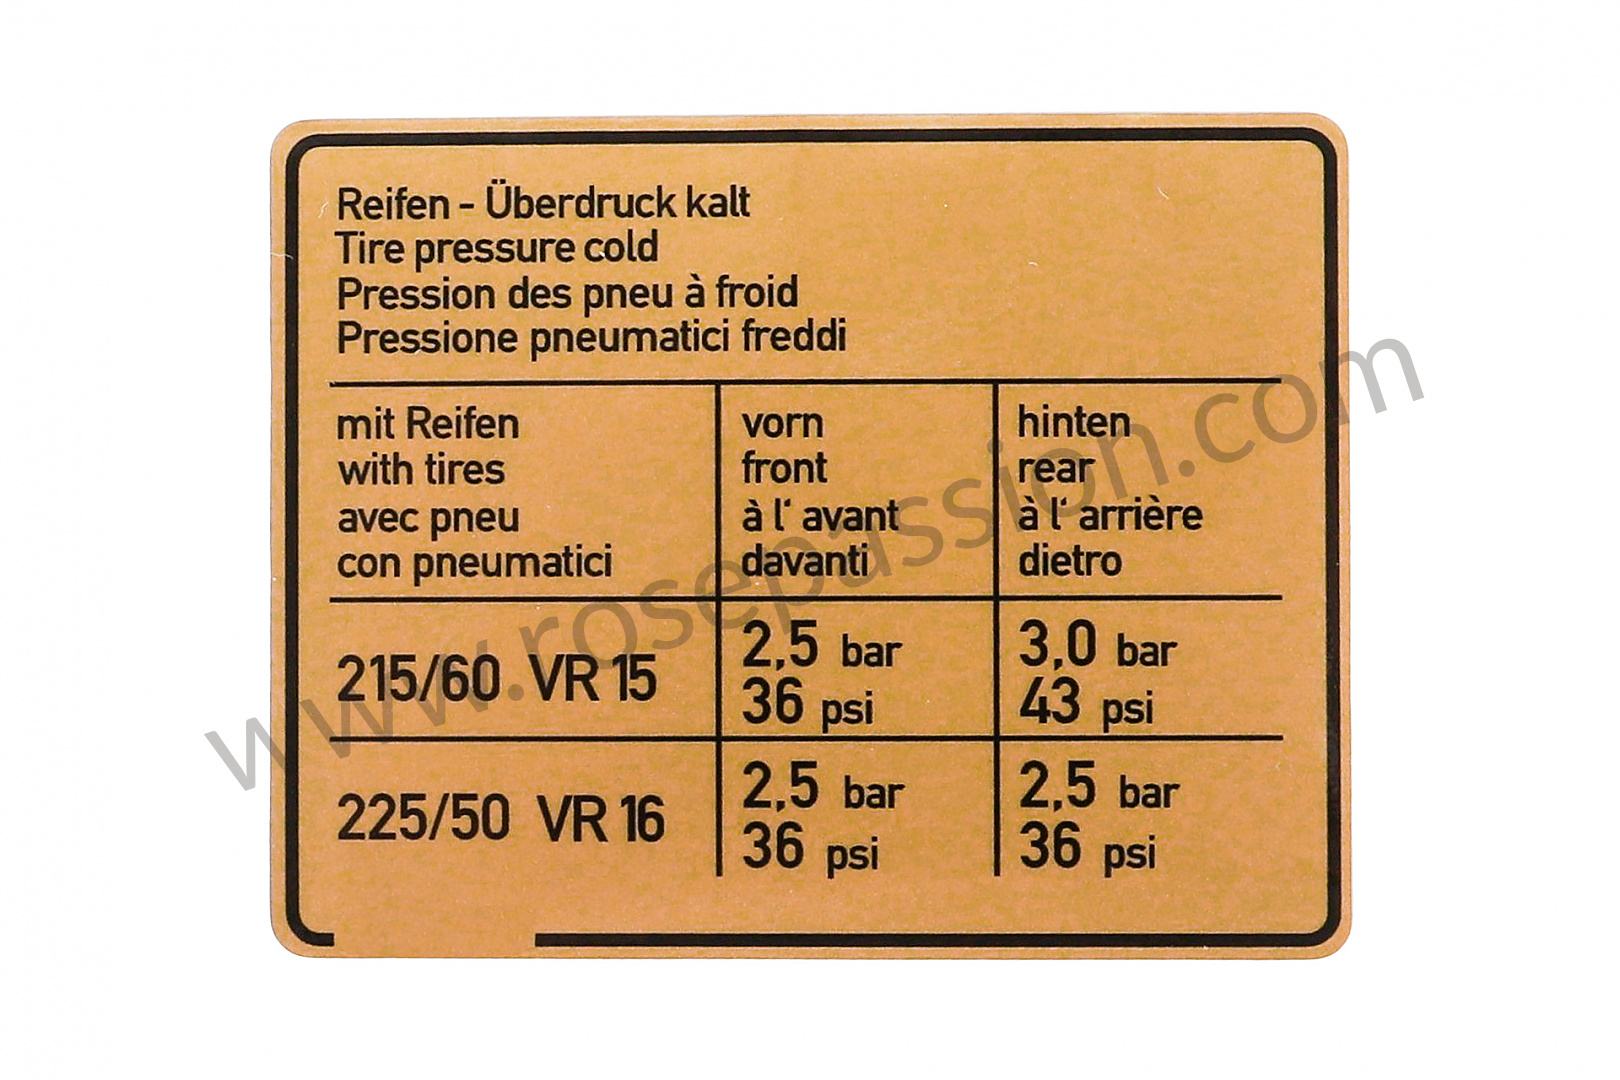 Reifen - Überdruck kalt
Tire pressure cold
Pression des pneu à froid
Pressione pneumatici freddi
mit Reifen
with tires
avec pneu
con pneumatici
vorn
front
à l' avant
davanti
hinten
rear
à l' arrière
dietro
215/60 VR 15
2,5 bar
36 psi
3,0 bar
43 psi
225/50 VR 16
2,5 bar
36 psi
2,5 bar
36 psi
www.rosepassion.com